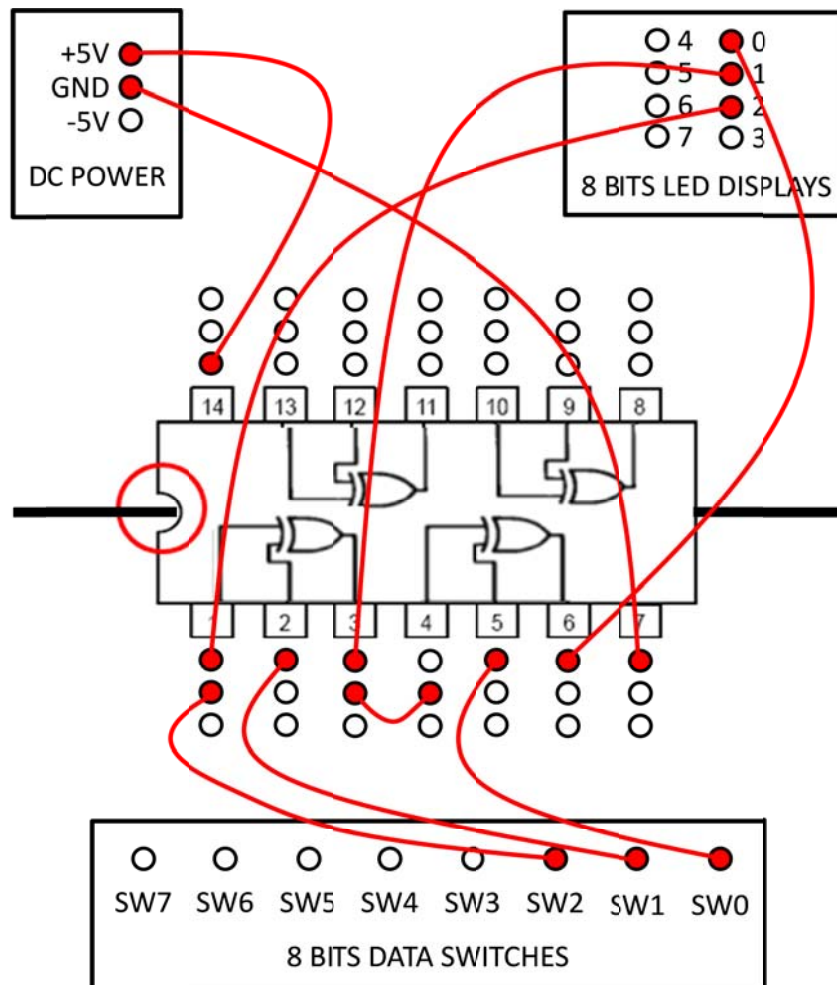 +5V
GND
-5V
DC POWER
4 0
5 1
6 2
7 3
8 BITS LED DISPLAYS
14 13 12 11 10 9 8
1 2 3 4 5 6 7
SW7 SW6 SW5 SW4 SW3 SW2 SW1 SW0
8 BITS DATA SWITCHES